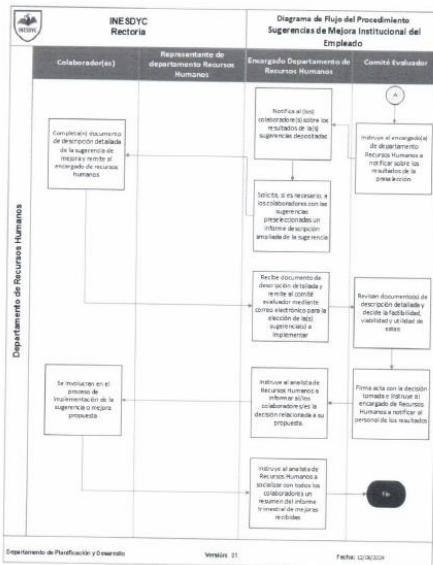 INESDYC
INESDYC
Rectoria
Diagrama de Flujo del Procedimiento
Sugerencias de Mejora Institucional del
Empleado
Colaborador(es)
Representante de
departamento Recursos
Humanos
Encargado Departamento de
Recursos Humanos
Comité Evaluador
Departamento de Recursos Humanos
A
Instruye al encargado(a)
de departamento
Recursos Humanos a
notificar sobre los
resultados de la
preselección
Notifica al (los)
colaborador(s) sobre los
resultados de la(s)
sugerencias depositadas
Solicita, si es necesario, a
los colaboradores con las
sugerencias
preseleccionadas un
informe descripción
ampliada de la sugerencia
Completa(n) documento
de descripción detallada
de la sugerencia de
mejora y remite al
encargado de recursos
humanos
Recibe documento de
descripción detallada y
remite al comité
evaluador mediante
correo electrónico para la
elección de la(s)
sugerencia(s) a
implementar
Revisan documento(s) de
descripción detallada y
decide la factibilidad,
viabilidad y utilidad de
estas
Firma acta con la decisión
tomada e instruye al
encargado de Recursos
Humanos a notificar al
personal de los resultados
Instruye al analista de
Recursos Humanos a
informar al/los
colaboradores/es la
decisión relacionada a su
propuesta.
Se involucran en el
proceso de
implementación de la
sugerencia o mejora
propuesta
Instruye al analista de
Recursos Humanos a
socializar con todos los
colaboradores un
resumen del informe
trimestral de mejoras
recibidas
Fin
Departamento de Planificación y Desarrollo
Versión: 01
Fecha: